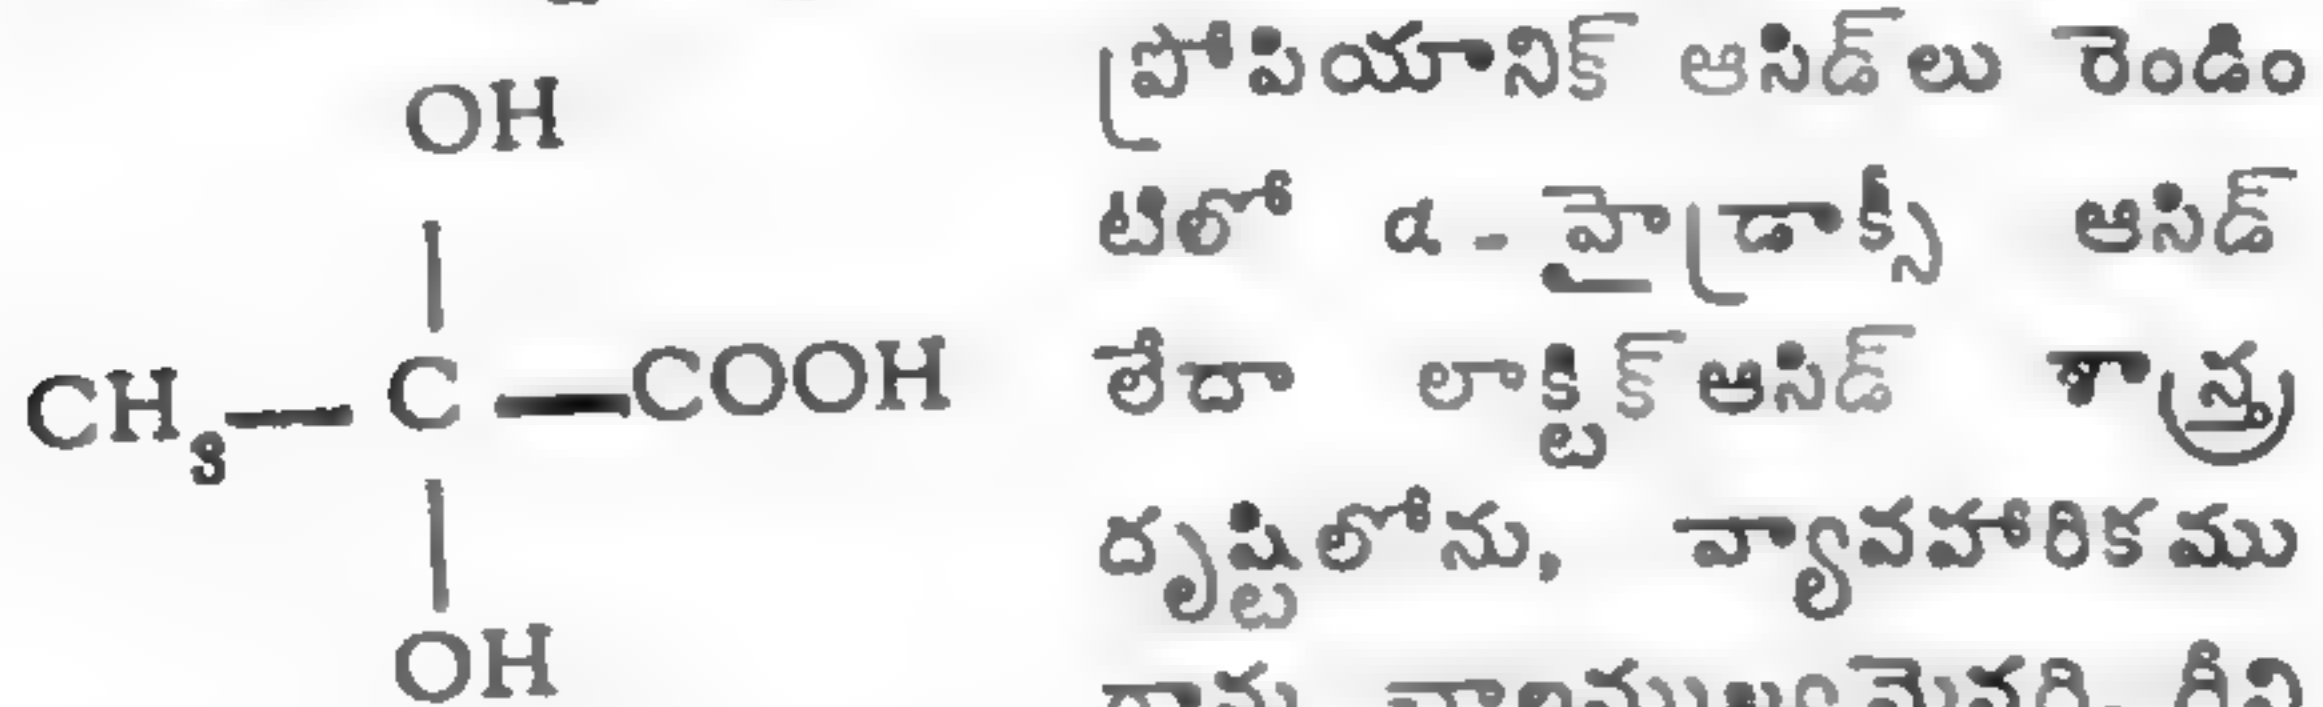 OH
CH₃—C—COOH
OH
ప్రోపియానిక్ ఆసిడ్‌లు రెండిం
టిలో α - హైడ్రాక్సీ ఆసిడ్
లేదా లాక్టిక్ ఆసిడ్ శాస్త్ర
దృష్టిలోను, వ్యావహారికము